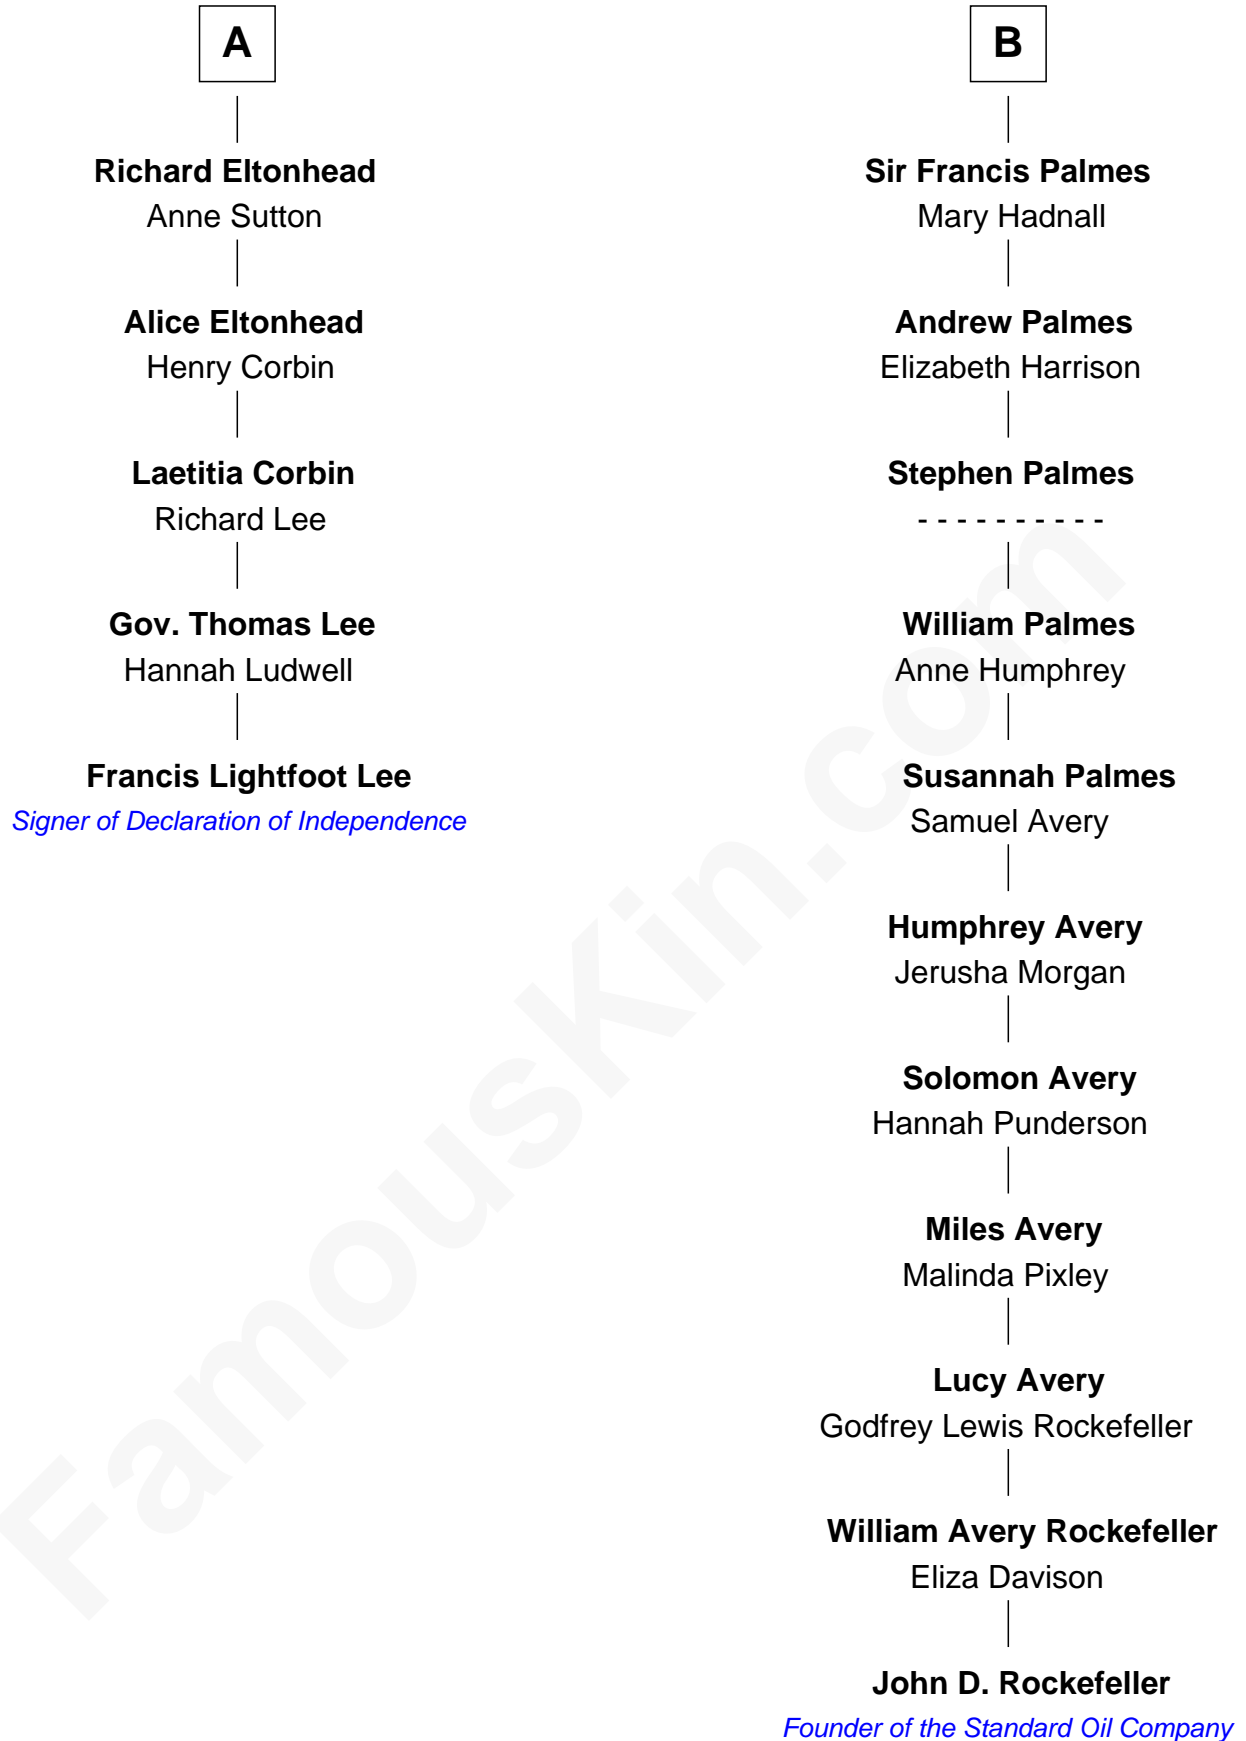 A
Richard Eltonhead
Anne Sutton
Alice Eltonhead
Henry Corbin
Laetitia Corbin
Richard Lee
Gov. Thomas Lee
Hannah Ludwell
Francis Lightfoot Lee
Signer of Declaration of Independence
B
Sir Francis Palmes
Mary Hadnall
Andrew Palmes
Elizabeth Harrison
Stephen Palmes
- - - - - - - - - -
William Palmes
Anne Humphrey
Susannah Palmes
Samuel Avery
Humphrey Avery
Jerusha Morgan
Solomon Avery
Hannah Punderson
Miles Avery
Malinda Pixley
Lucy Avery
Godfrey Lewis Rockefeller
William Avery Rockefeller
Eliza Davison
John D. Rockefeller
Founder of the Standard Oil Company
FamousKin.com